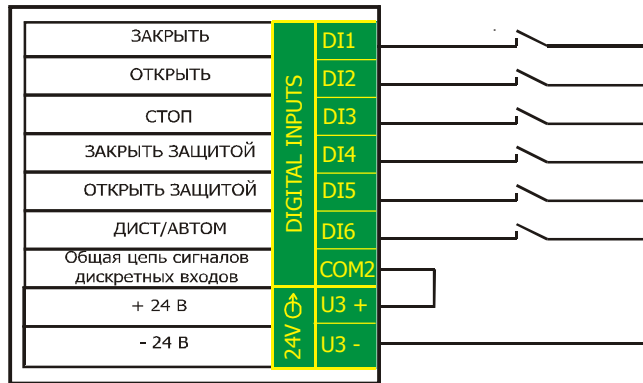 ЗАКРЫТЬ
DI1
ОТКРЫТЬ
DI2
СТОП
DI3
ЗАКРЫТЬ ЗАЩИТОЙ
DI4
ОТКРЫТЬ ЗАЩИТОЙ
DI5
ДИСТ/АВТОМ
DI6
Общая цепь сигналов
дискретных входов
COM2
DIGITAL INPUTS
+ 24 В
U3 +
- 24 В
U3 -
24V